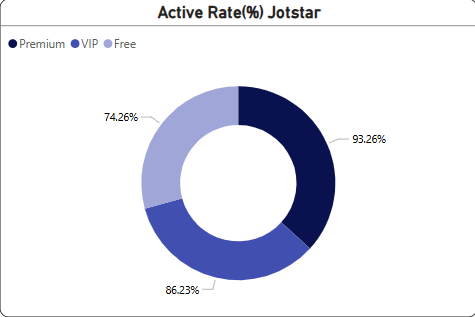 Active Rate(%) Jotstar
Premium VIP Free
74.26%
93.26%
86.23%